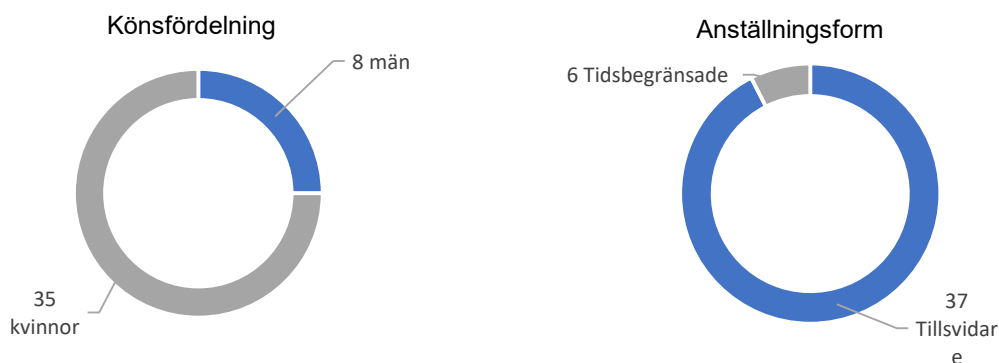 Könsfördelning
8 män
35
kvinnor
Anställningsform
6 Tidsbegränsade
37
Tillsvidar
e